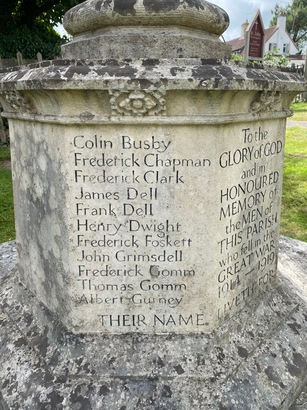 Colin Busby
Frederick Chapman
Frederick Clark
James Dell
Frank Dell
Henry Dwight
Frederick Foskett
John Grimsdell
Frederick Gomm
Thomas Gomm
Albert Gurney
THEIR NAME
To the
GLORY of GOD
and in
HONOURED
MEMORY of
the MEN of
THIS PARISH
who fell in the
GREAT WAR
1914 1919
LIVETH FOR